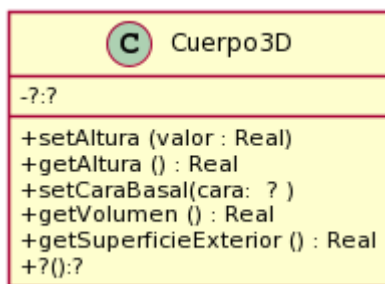 C Cuerpo3D
-?:?
+setAltura (valor : Real)
+getAltura () : Real
+setCaraBasal(cara: ? )
+getVolumen () : Real
+getSuperficieExterior () : Real
+?():?